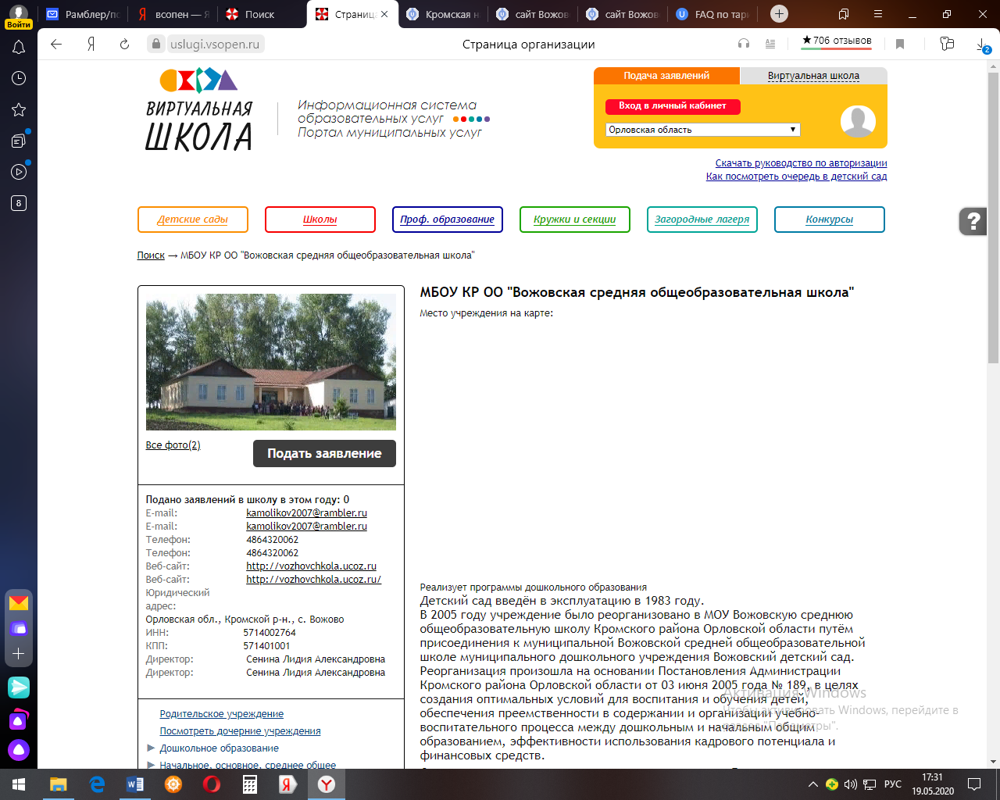 Войти
Рамблер/по
всопен — Я
Поиск
Страница
Кромская н
сайт Вожов
сайт Вожов
FAQ по тар
uslugi.vsopen.ru
Страница организации
★706 отзывов
2
8
ВИРТУАЛЬНАЯ
ШКОЛА
Информационная система
образовательных услуг
Портал муниципальных услуг
Подача заявлений
Виртуальная школа
Вход в личный кабинет
Орловская область
Скачать руководство по авторизации
Как посмотреть очередь в детский сад
Детские сады
Школы
Проф. образование
Кружки и секции
Загородные лагеря
Конкурсы
?
Поиск → МБОУ КР ОО "Вожовская средняя общеобразовательная школа"
Все фото(2)
Подать заявление
Подано заявлений в школу в этом году: 0
E-mail: kamolikov2007@rambler.ru
E-mail: kamolikov2007@rambler.ru
Телефон: 4864320062
Телефон: 4864320062
Веб-сайт: http://vozhovchkola.ucoz.ru
Веб-сайт: http://vozhovchkola.ucoz.ru/
Юридический
адрес:
Орловская обл., Кромской р-н., с. Вожово
ИНН: 5714002764
КПП: 571401001
Директор: Сенина Лидия Александровна
Директор: Сенина Лидия Александровна
Родительское учреждение
Посмотреть дочерние учреждения
Дошкольное образование
Начальное, основное, среднее общее
МБОУ КР ОО "Вожовская средняя общеобразовательная школа"
Место учреждения на карте:
Реализует программы дошкольного образования
Детский сад введён в эксплуатацию в 1983 году.
В 2005 году учреждение было реорганизовано в МОУ Вожовскую среднюю
общеобразовательную школу Кромского района Орловской области путём
присоединения к муниципальной Вожовской средней общеобразовательной
школе муниципального дошкольного учреждения Вожовский детский сад.
Реорганизация произошла на основании Постановления Администрации
Кромского района Орловской области от 03 июня 2005 года № 189, в целях
создания оптимальных условий для воспитания и обучения детей,
обеспечения преемственности в содержании и организации учебно-
воспитательного процесса между дошкольным и начальным общим
образованием, эффективности использования кадрового потенциала и
финансовых средств.
Активация Windows
Чтобы активировать Windows, перейдите в
раздел "Параметры".
РУС
17:31
19.05.2020